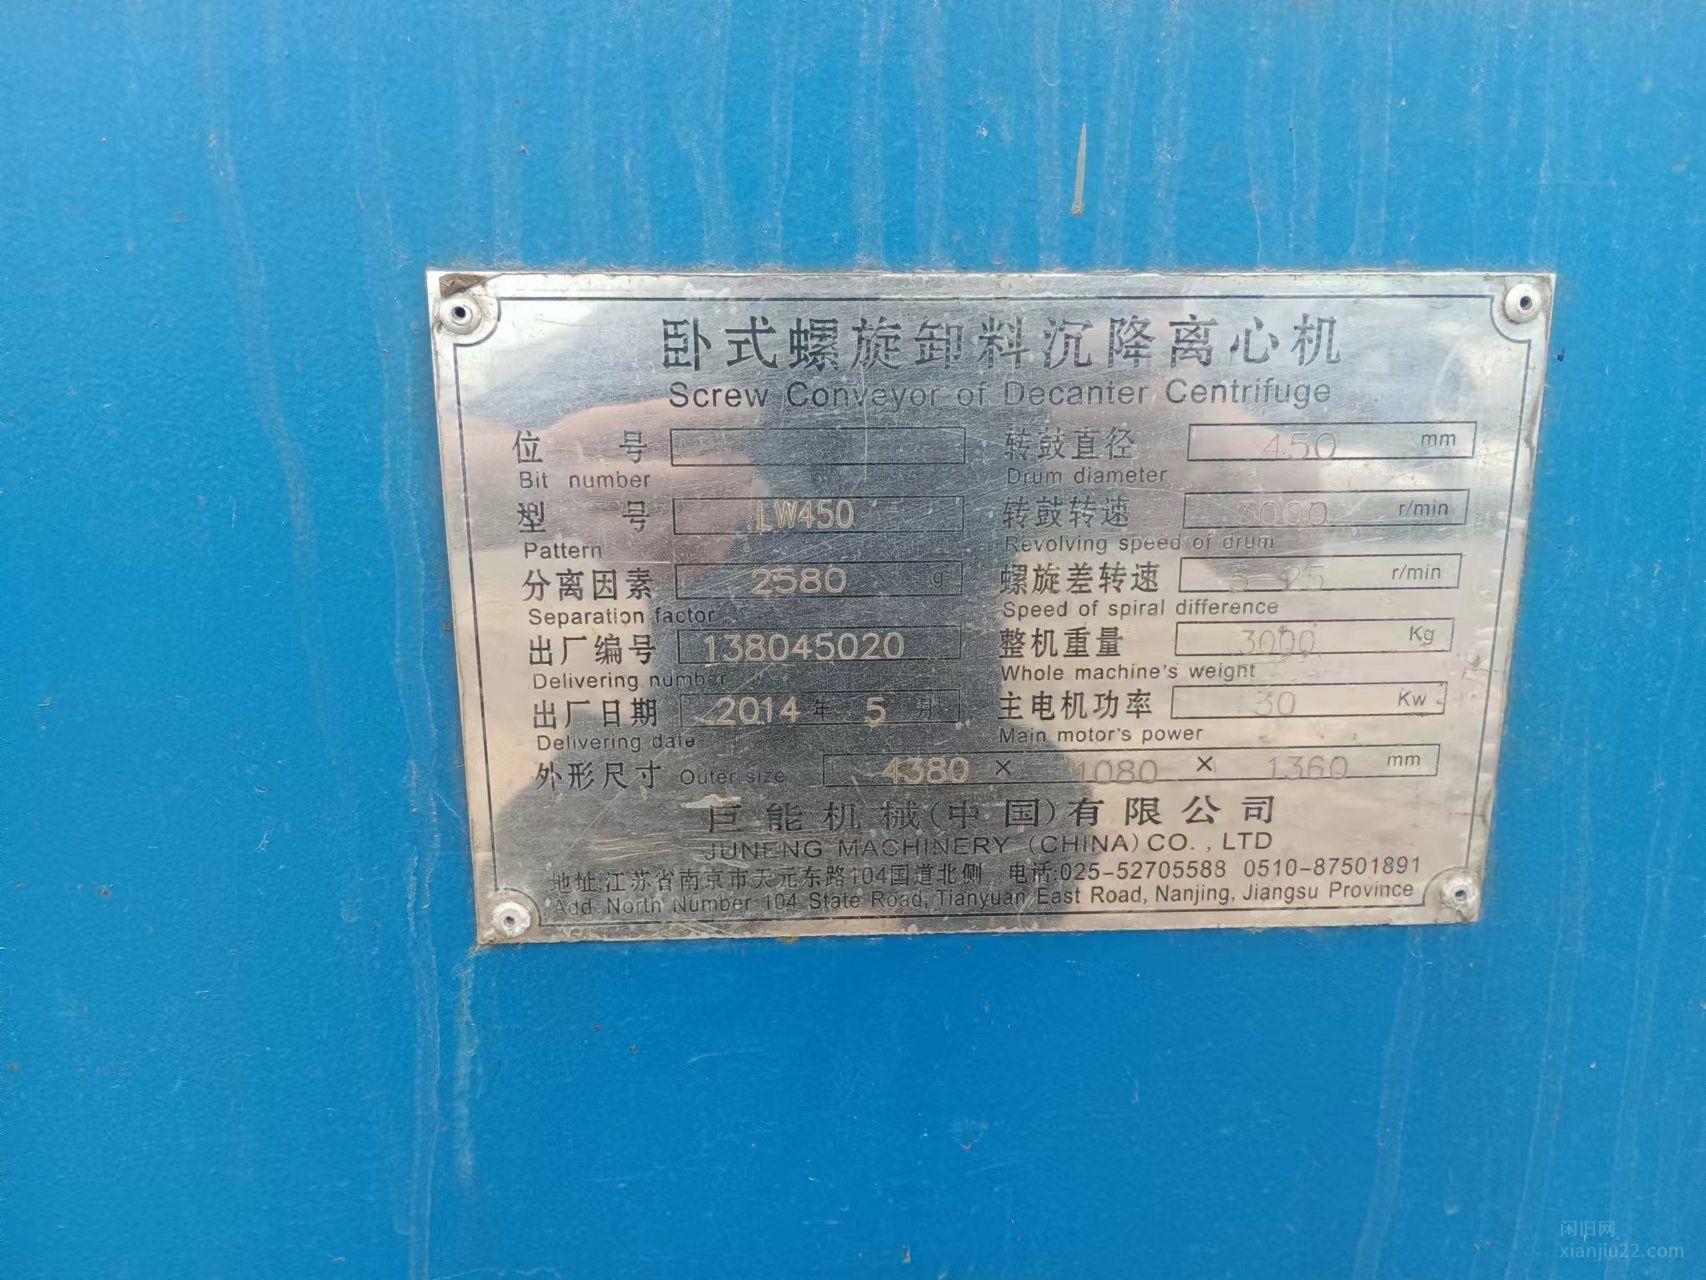 卧式螺旋卸料沉降离心机
Screw Conveyor of Decanter Centrifuge
位 号
Bit number
转鼓直径 450 mm
Drum diameter
型 号 LW450
Pattern
转鼓转速 3000 r/min
Revolving speed of drum
分离因素 2580 g
Separation factor
螺旋差转速 5-25 r/min
Speed of spiral difference
出厂编号 138045020
Delivering number
整机重量 3000 Kg
Whole machine's weight
出厂日期 2014 年 5 月
Delivering date
主电机功率 30 Kw
Main motor's power
外形尺寸 Outer size 4380 × 1080 × 1360 mm
巨能机械(中国)有限公司
JUNENG MACHINERY (CHINA) CO., LTD
地址:江苏省南京市天元东路104国道北侧 电话:025-52705588 0510-87501891
Add: North Number 104 State Road, Tianyuan East Road, Nanjing, Jiangsu Province
闲旧网
xianjiu22.com